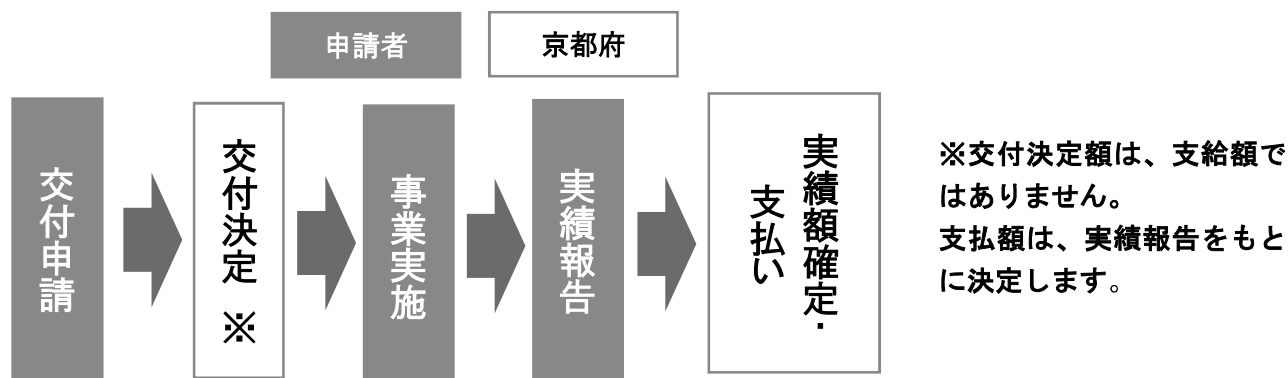 申請者
京都府
交付申請
交付決定 ※
事業実施
実績報告
実績額確定・
支払い
※交付決定額は、支給額で
はありません。
支払額は、実績報告をもと
に決定します。